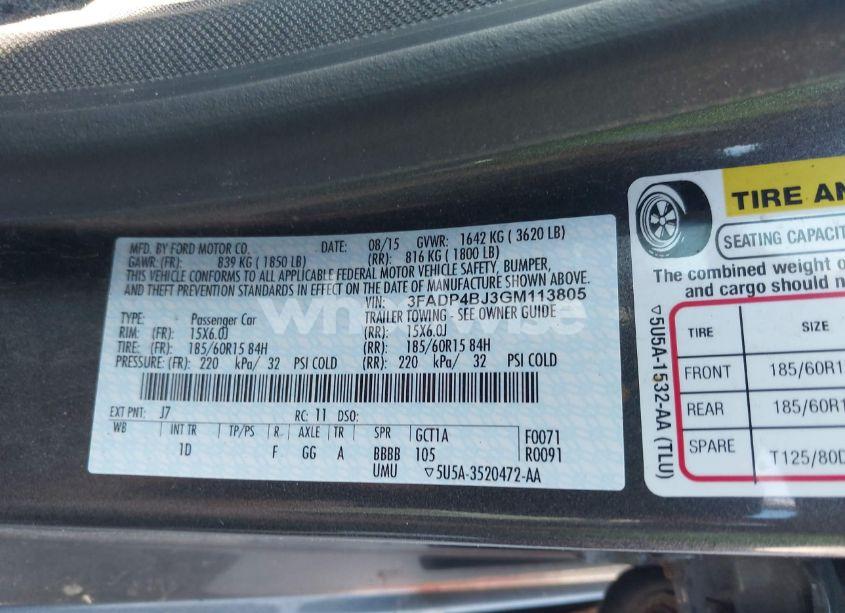 MFD. BY FORD MOTOR CO. DATE: 08/15 GVWR: 1642 KG ( 3620 LB)
GAWR: (FR): 839 KG ( 1850 LB) (RR): 816 KG ( 1800 LB)
THIS VEHICLE CONFORMS TO ALL APPLICABLE FEDERAL MOTOR VEHICLE SAFETY, BUMPER,
AND THEFT PREVENTION STANDARDS IN EFFECT ON THE DATE OF MANUFACTURE SHOWN ABOVE.
VIN: 3FADP4BJ3GM113805
TYPE: Passenger Car TRAILER TOWING - SEE OWNER GUIDE
RIM: (FR) 15X6.0J (RR): 15X6.0J
TIRE: (FR): 185/60R15 84H (RR): 185/60R15 84H
PRESSURE: (FR): 220 kPa/ 32 PSI COLD (RR): 220 kPa/ 32 PSI COLD
EXT PNT: J7 RC: 11 DSO:
WB INT TR TP/PS R AXLE TR SPR GCT1A F0071
1D F GG A BBBB 105 R0091
UMU ▽5U5A-3520472-AA
TIRE AN
SEATING CAPACIT
The combined weight o
and cargo should n
TIRE SIZE
FRONT 185/60R1
REAR 185/60R1
SPARE T125/80D
▽5U5A-1532-AA (TLU)